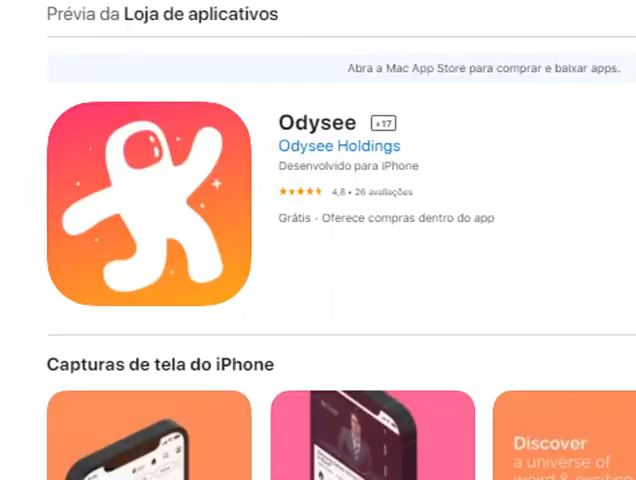 Prévia da Loja de aplicativos
Abra a Mac App Store para comprar e baixar apps.
Odysee +17
Odysee Holdings
Desenvolvido para iPhone
4,8 • 26 avaliações
Grátis · Oferece compras dentro do app
Capturas de tela do iPhone
Discover
a universe of
weird & exciting